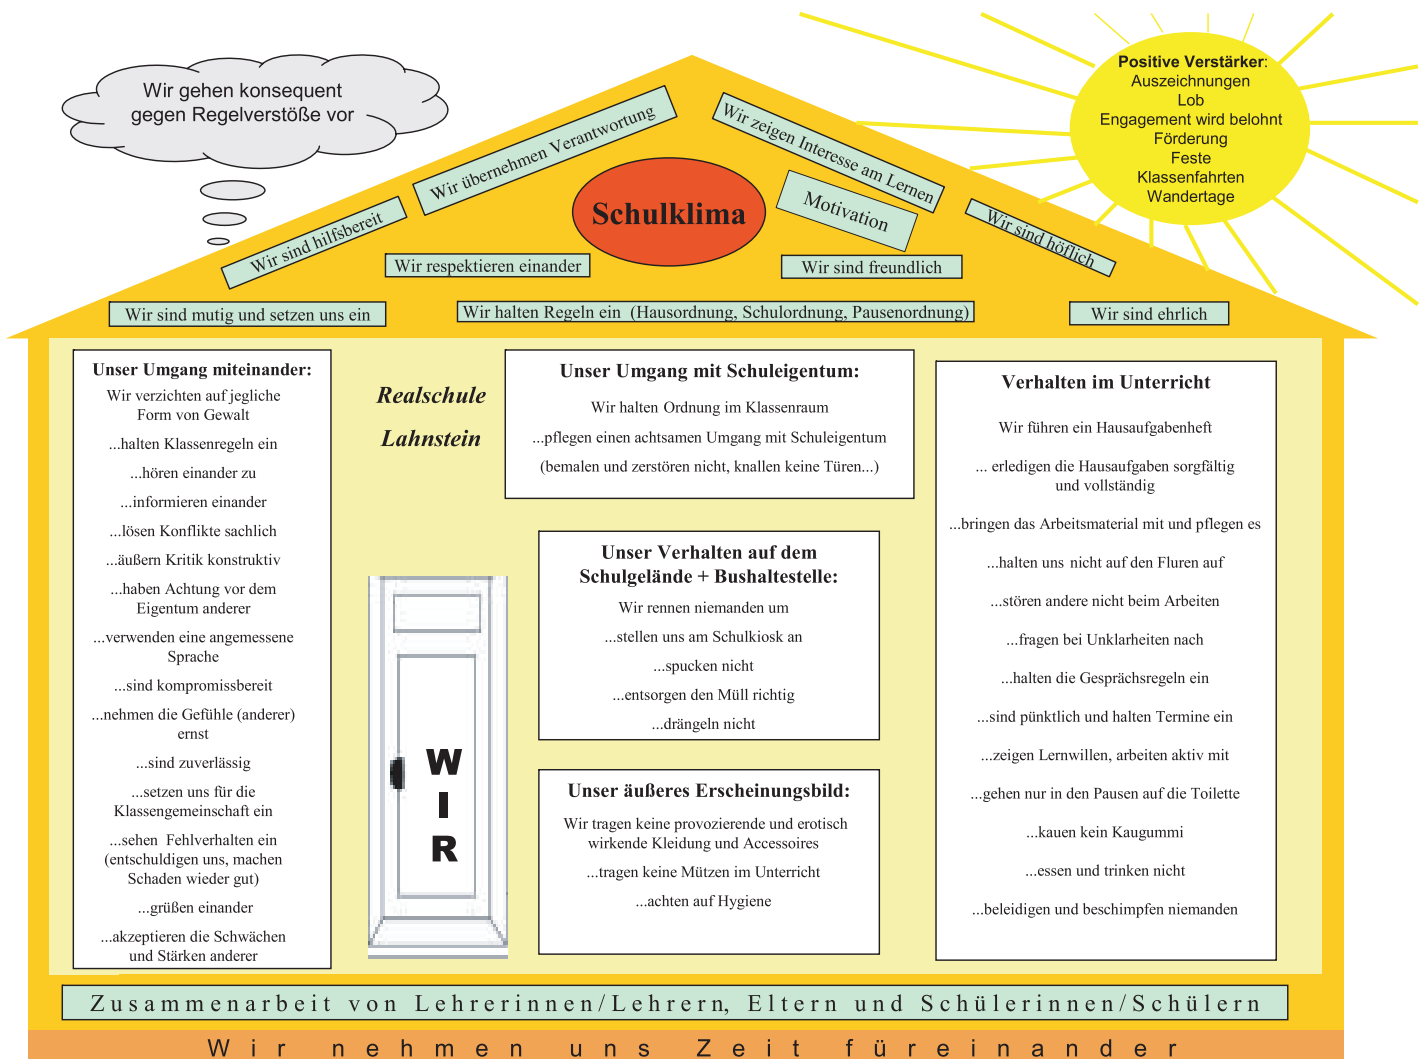 Wir gehen konsequent
gegen Regelverstöße vor
Positive Verstärker:
Auszeichnungen
Lob
Engagement wird belohnt
Förderung
Feste
Klassenfahrten
Wandertage
Wir übernehmen Verantwortung
Wir zeigen Interesse am Lernen
Schulklima
Motivation
Wir sind hilfsbereit
Wir sind höflich
Wir respektieren einander
Wir sind freundlich
Wir sind mutig und setzen uns ein
Wir halten Regeln ein (Hausordnung, Schulordnung, Pausenordnung)
Wir sind ehrlich
Unser Umgang miteinander:
Wir verzichten auf jegliche
Form von Gewalt
...halten Klassenregeln ein
...hören einander zu
...informieren einander
...lösen Konflikte sachlich
...äußern Kritik konstruktiv
...haben Achtung vor dem
Eigentum anderer
...verwenden eine angemessene
Sprache
...sind kompromissbereit
...nehmen die Gefühle (anderer)
ernst
...sind zuverlässig
...setzen uns für die
Klassengemeinschaft ein
...sehen Fehlverhalten ein
(entschuldigen uns, machen
Schaden wieder gut)
...grüßen einander
...akzeptieren die Schwächen
und Stärken anderer
Realschule
Lahnstein
W
I
R
Unser Umgang mit Schuleigentum:
Wir halten Ordnung im Klassenraum
...pflegen einen achtsamen Umgang mit Schuleigentum
(bemalen und zerstören nicht, knallen keine Türen...)
Unser Verhalten auf dem
Schulgelände + Bushaltestelle:
Wir rennen niemanden um
...stellen uns am Schulkiosk an
...spucken nicht
...entsorgen den Müll richtig
...drängeln nicht
Unser äußeres Erscheinungsbild:
Wir tragen keine provozierende und erotisch
wirkende Kleidung und Accessoires
...tragen keine Mützen im Unterricht
...achten auf Hygiene
Verhalten im Unterricht
Wir führen ein Hausaufgabenheft
... erledigen die Hausaufgaben sorgfältig
und vollständig
...bringen das Arbeitsmaterial mit und pflegen es
...halten uns nicht auf den Fluren auf
...stören andere nicht beim Arbeiten
...fragen bei Unklarheiten nach
...halten die Gesprächsregeln ein
...sind pünktlich und halten Termine ein
...zeigen Lernwillen, arbeiten aktiv mit
...gehen nur in den Pausen auf die Toilette
...kauen kein Kaugummi
...essen und trinken nicht
...beleidigen und beschimpfen niemanden
Zusammenarbeit von Lehrerinnen/Lehrern, Eltern und Schülerinnen/Schülern
Wir nehmen uns Zeit füreinander